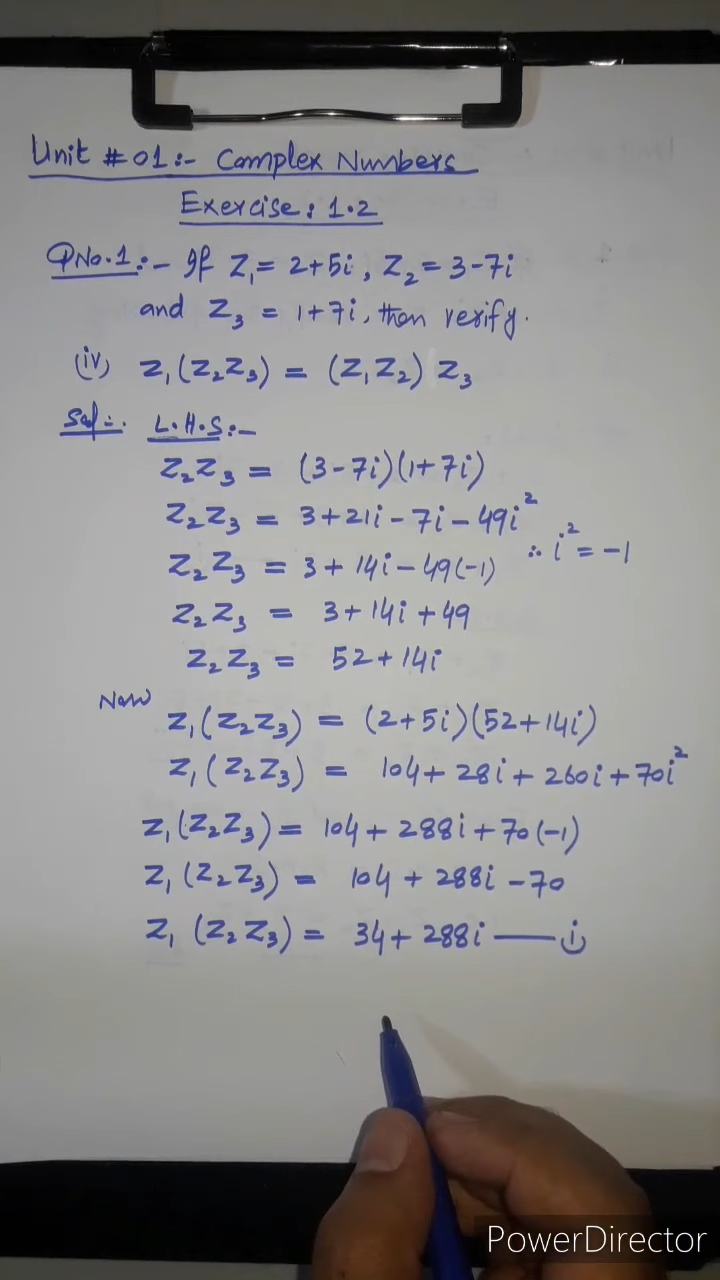 Unit # 01:- Complex Numbers
Exercise: 1.2
QNo.1:- If Z₁ = 2+5i, Z₂ = 3-7i
and Z₃ = 1+7i, then verify.
(iv) Z₁(Z₂Z₃) = (Z₁Z₂) Z₃
Sol:- L.H.S:-
Z₂Z₃ = (3-7i)(1+7i)
Z₂Z₃ = 3+21i-7i-49i²
Z₂Z₃ = 3+14i-49(-1) ∴ i² = -1
Z₂Z₃ = 3+14i+49
Z₂Z₃ = 52+14i
Now
Z₁(Z₂Z₃) = (2+5i)(52+14i)
Z₁(Z₂Z₃) = 104+28i+260i+70i²
Z₁(Z₂Z₃) = 104+288i+70(-1)
Z₁(Z₂Z₃) = 104+288i-70
Z₁(Z₂Z₃) = 34+288i — i
PowerDirector